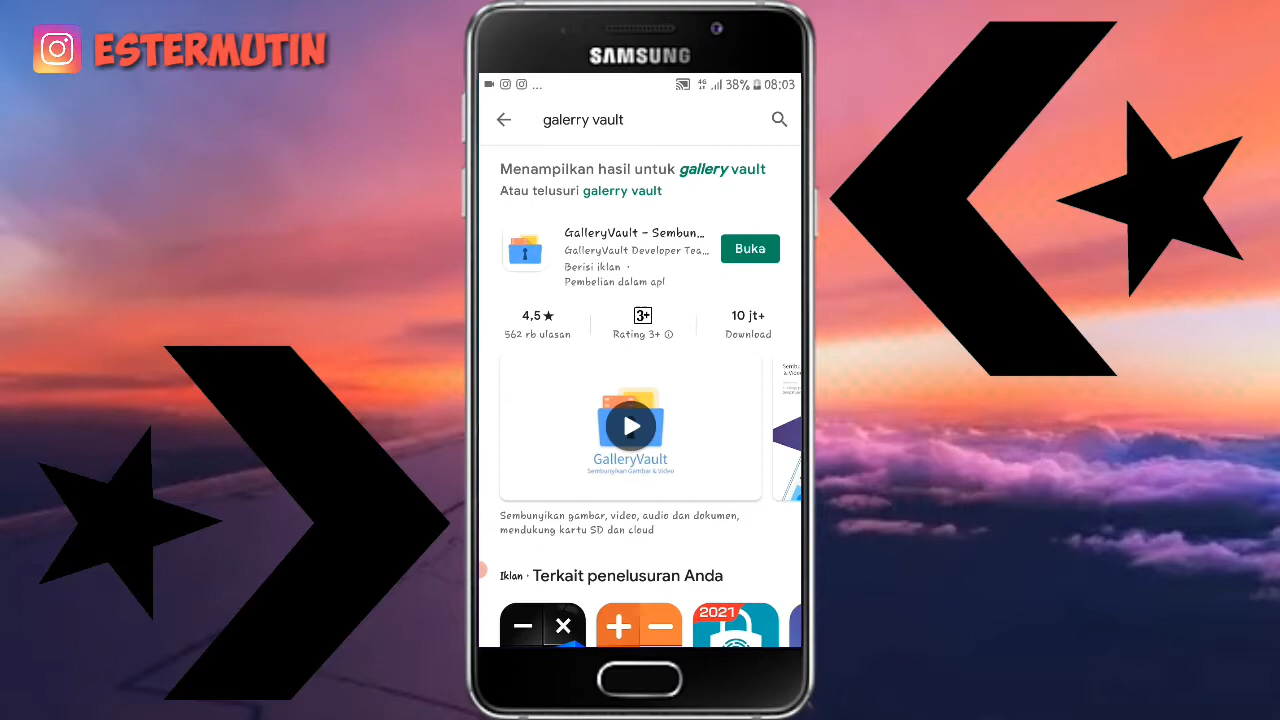 ESTERMUTIN
SAMSUNG
... 4G 38% 08:03
galerry vault
Menampilkan hasil untuk gallery vault
Atau telusuri galerry vault
GalleryVault - Sembun...
GalleryVault Developer Tea...
Berisi iklan ·
Pembelian dalam apl
Buka
4,5★
562 rb ulasan
3+
Rating 3+
10 jt+
Download
GalleryVault
Sembunyikan Gambar & Video
Sembunyikan gambar, video, audio dan dokumen,
mendukung kartu SD dan cloud
Iklan · Terkait penelusuran Anda
2021